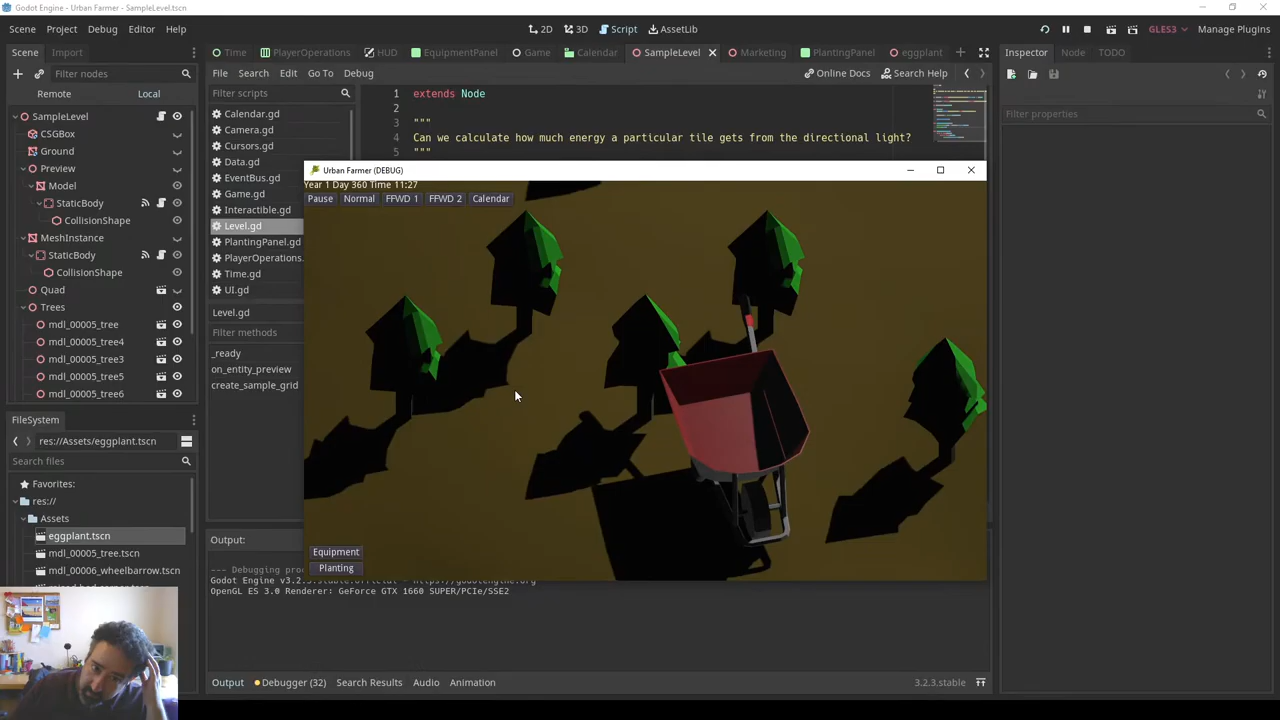 Godot Engine - Urban Farmer - SampleLevel.tscn
Scene Project Debug Editor Help
2D 3D Script AssetLib
GLES3 Manage Plugins
Scene Import
Time PlayerOperations HUD EquipmentPanel Game Calendar SampleLevel Marketing PlantingPanel eggplant
Inspector Node TODO
Filter nodes
File Search Edit Go To Debug
Online Docs Search Help
Remote Local
Filter scripts
Filter properties
SampleLevel
CSGBox
Ground
Preview
Model
StaticBody
CollisionShape
MeshInstance
StaticBody
CollisionShape
Quad
Trees
mdl_00005_tree
mdl_00005_tree4
mdl_00005_tree3
mdl_00005_tree5
mdl_00005_tree6
Calendar.gd
Camera.gd
Cursors.gd
Data.gd
EventBus.gd
Game.gd
Interactible.gd
Level.gd
PlantingPanel.gd
PlayerOperations.
Time.gd
UI.gd
Level.gd
Filter methods
_ready
on_entity_preview
create_sample_grid
1 extends Node
2
3 """
4 Can we calculate how much energy a particular tile gets from the directional light?
5 """
Urban Farmer (DEBUG)
Year 1 Day 360 Time 11:27
Pause Normal FFWD 1 FFWD 2 Calendar
Equipment
Planting
FileSystem
res://Assets/eggplant.tscn
Search files
Favorites:
res://
Assets
eggplant.tscn
mdl_00005_tree.tscn
mdl_00006_wheelbarrow.tscn
Output:
--- Debugging pro
OpenGL ES 3.0 Renderer: GeForce GTX 1660 SUPER/PCIe/SSE2
Output Debugger (32) Search Results Audio Animation
3.2.3.stable